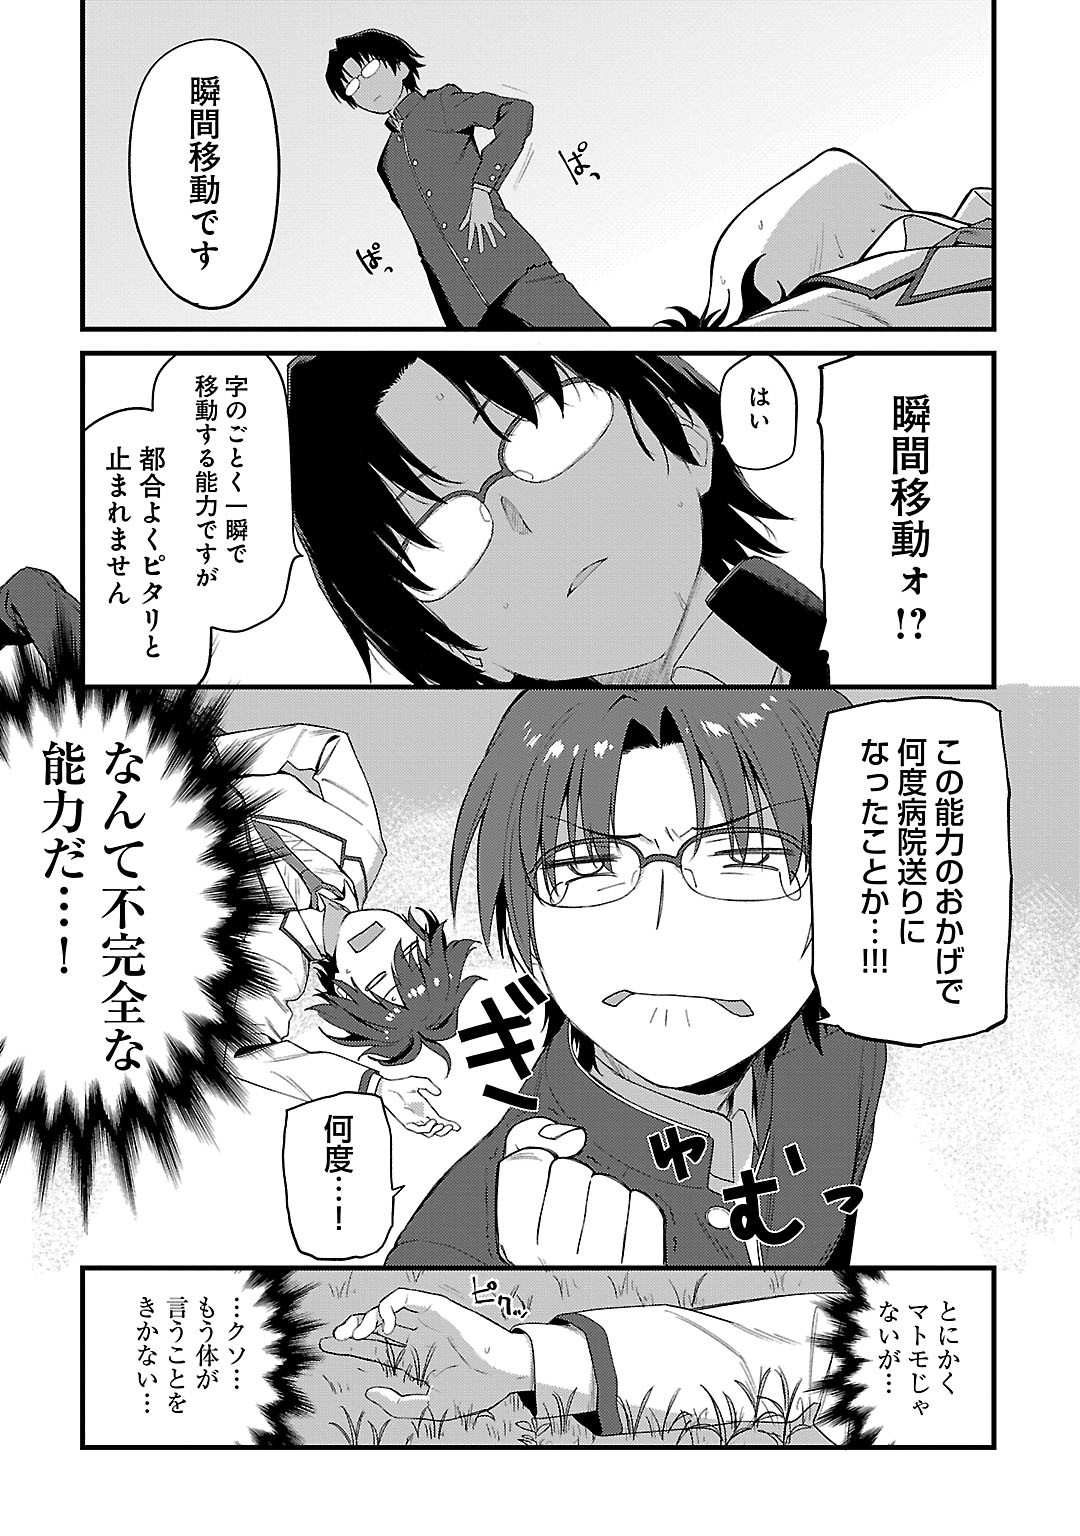 ぱっ
ぱっ
瞬間移動です
瞬間移動ォ!?
はい
字のごとく一瞬で
移動する能力ですが
都合よくピタリと
止まれません
この能力のおかげで
何度病院送りに
なったことか…!!!
ギン
ぎゅむっ
何度…!
なんて不完全な
能力だ…!
とにかく
マトモじゃ
ないが…
ピクッ
…クソ…
もう体が
言うことを
きかない…